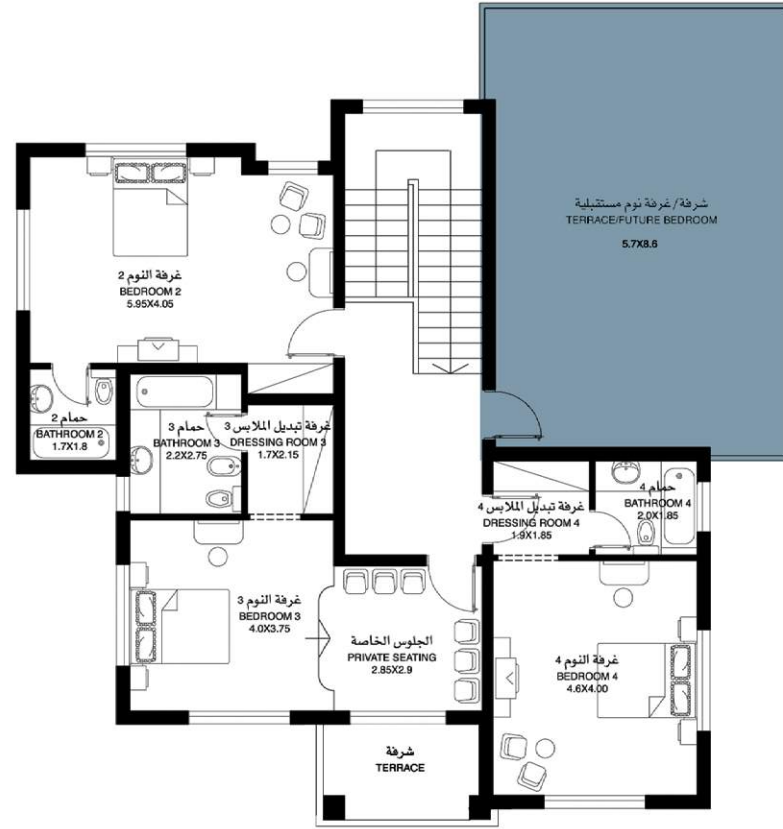 شرفة/غرفة نوم مستقبلية
TERRACE/FUTURE BEDROOM
5.7X8.6
غرفة النوم 2
BEDROOM 2
5.95X4.05
حمام 2
BATHROOM 2
1.7X1.8
حمام 3
BATHROOM 3
2.2X2.75
غرفة تبديل الملابس 3
DRESSING ROOM 3
1.7X2.15
غرفة تبديل الملابس 4
DRESSING ROOM 4
1.9X1.85
حمام 4
BATHROOM 4
2.0X1.85
غرفة النوم 3
BEDROOM 3
4.0X3.75
الجلوس الخاصة
PRIVATE SEATING
2.85X2.9
غرفة النوم 4
BEDROOM 4
4.6X4.00
شرفة
TERRACE